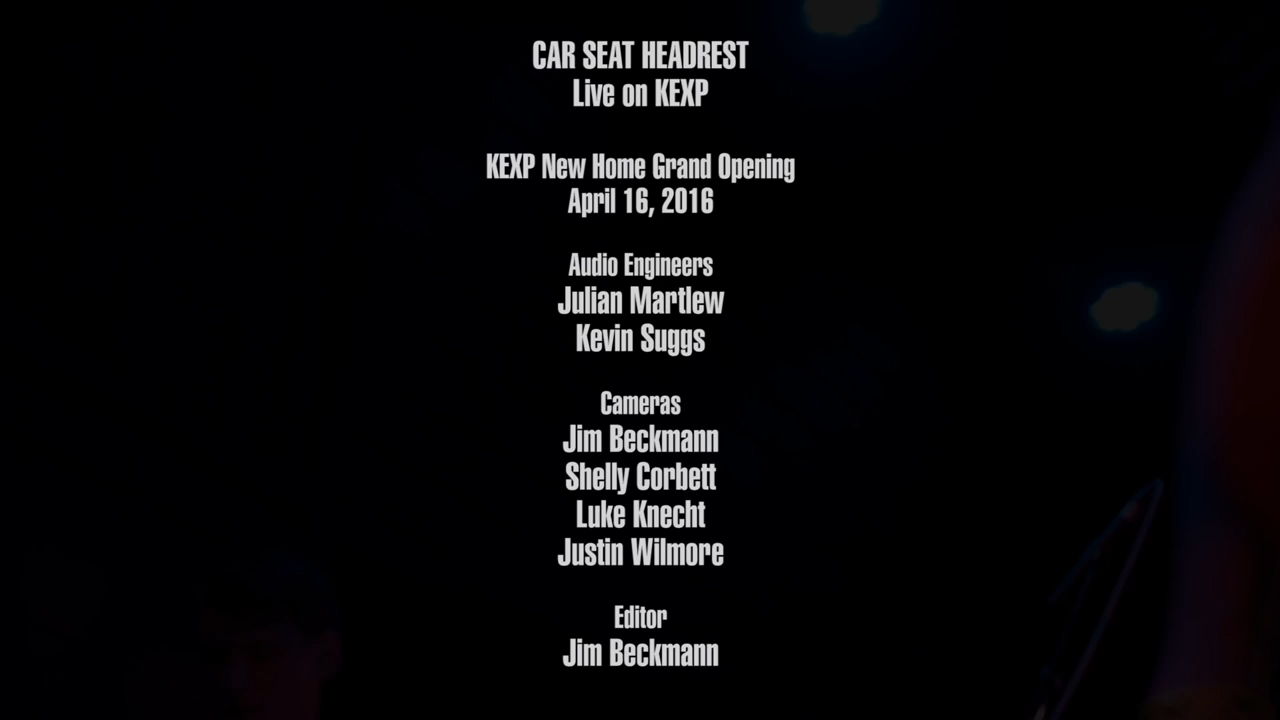 CAR SEAT HEADREST
Live on KEXP
KEXP New Home Grand Opening
April 16, 2016
Audio Engineers
Julian Martlew
Kevin Suggs
Cameras
Jim Beckmann
Shelly Corbett
Luke Knecht
Justin Wilmore
Editor
Jim Beckmann